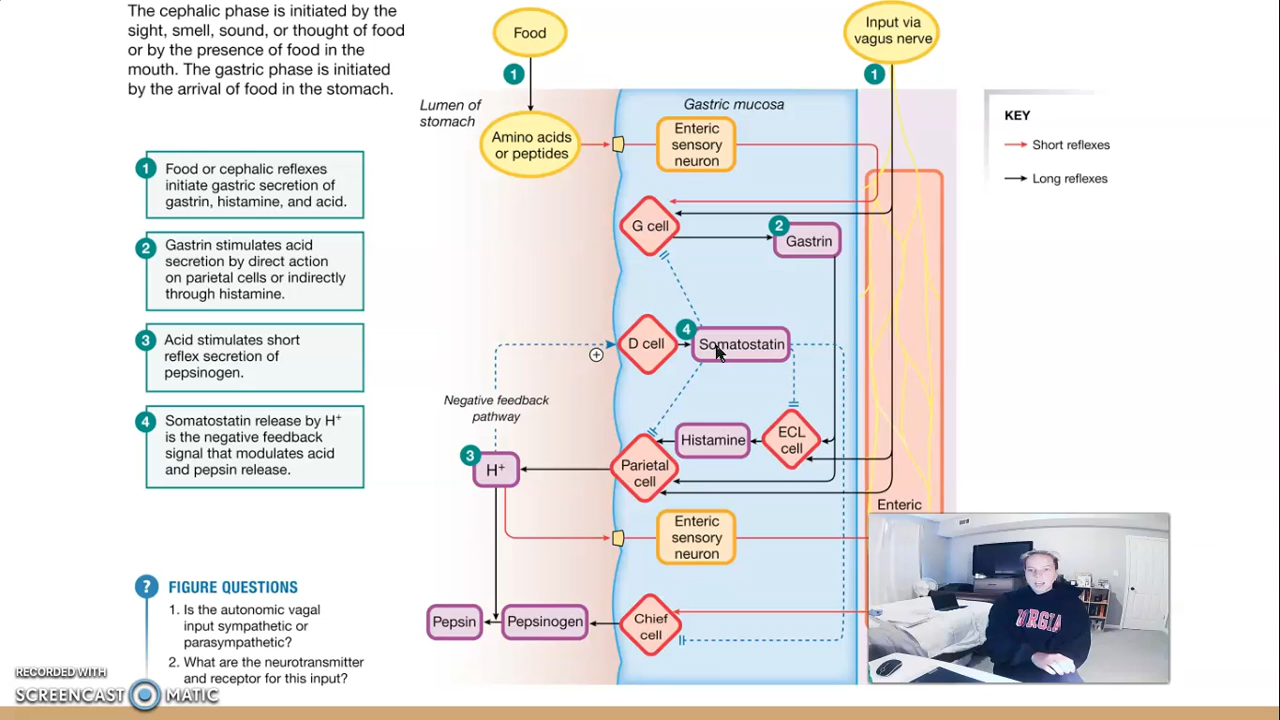 The cephalic phase is initiated by the
sight, smell, sound, or thought of food
or by the presence of food in the
mouth. The gastric phase is initiated
by the arrival of food in the stomach.
1
Food or cephalic reflexes
initiate gastric secretion of
gastrin, histamine, and acid.
2
Gastrin stimulates acid
secretion by direct action
on parietal cells or indirectly
through histamine.
3
Acid stimulates short
reflex secretion of
pepsinogen.
4
Somatostatin release by H⁺
is the negative feedback
signal that modulates acid
and pepsin release.
? FIGURE QUESTIONS
1. Is the autonomic vagal
input sympathetic or
parasympathetic?
2. What are the neurotransmitter
and receptor for this input?
Food
1
Lumen of
stomach
Amino acids
or peptides
Gastric mucosa
Enteric
sensory
neuron
Input via
vagus nerve
1
G cell
2
Gastrin
D cell
4
Somatostatin
+
Negative feedback
pathway
3
H⁺
Parietal
cell
Histamine
ECL
cell
Enteric
Enteric
sensory
neuron
Pepsin
Pepsinogen
Chief
cell
KEY
Short reflexes
Long reflexes
RECORDED WITH
SCREENCAST MATIC